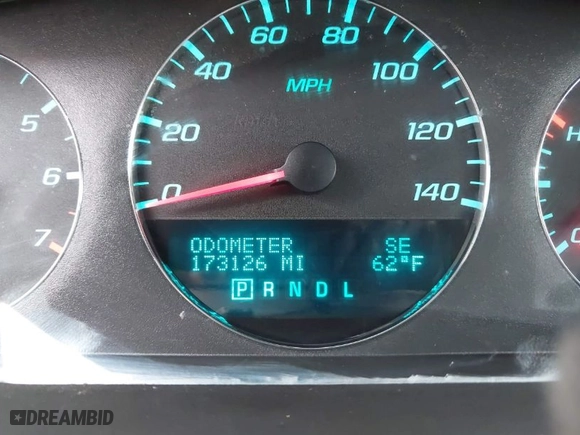 60 80
40 100
MPH
5 20 120 H
6 0 140
7
ODOMETER SE
173126 MI 62°F
P R N D L
DREAMBID